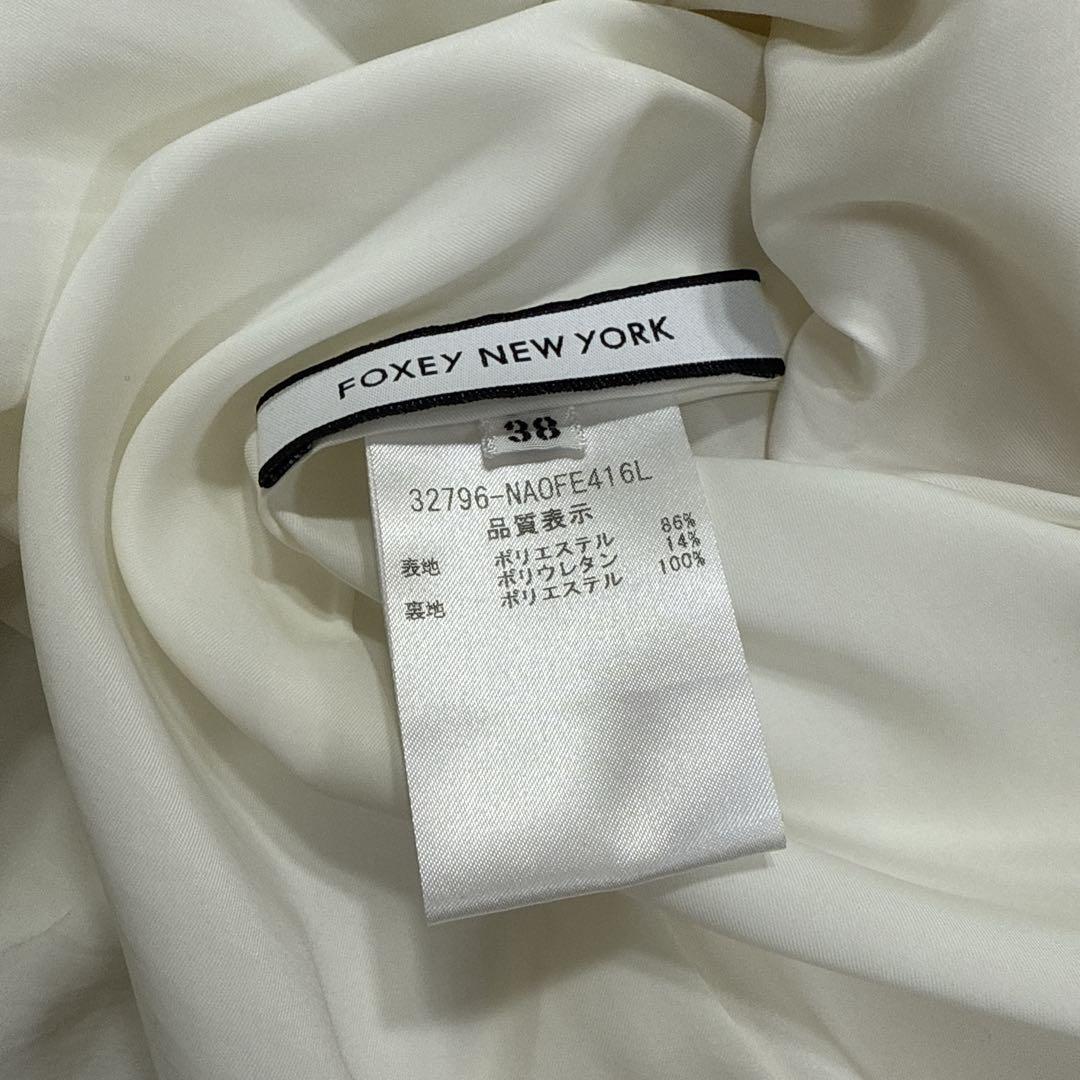 FOXEY NEW YORK
38
32796-NAOFE416L
品質表示
表地 ポリエステル 86%
ポリウレタン 14%
裏地 ポリエステル 100%